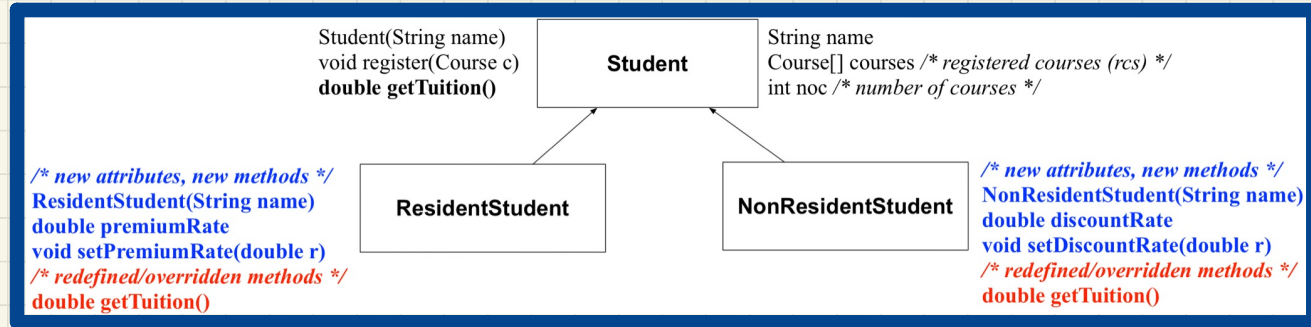 Student(String name)
void register(Course c)
double getTuition()
Student
String name
Course[] courses /* registered courses (rcs) */
int noc /* number of courses */
/* new attributes, new methods */
ResidentStudent(String name)
double premiumRate
void setPremiumRate(double r)
/* redefined/overridden methods */
double getTuition()
ResidentStudent
NonResidentStudent
/* new attributes, new methods */
NonResidentStudent(String name)
double discountRate
void setDiscountRate(double r)
/* redefined/overridden methods */
double getTuition()